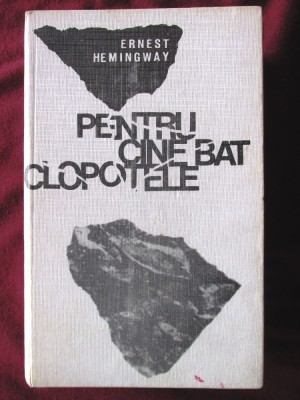 ERNEST
HEMINGWAY
PENTRU
CINE BAT
CLOPOTELE